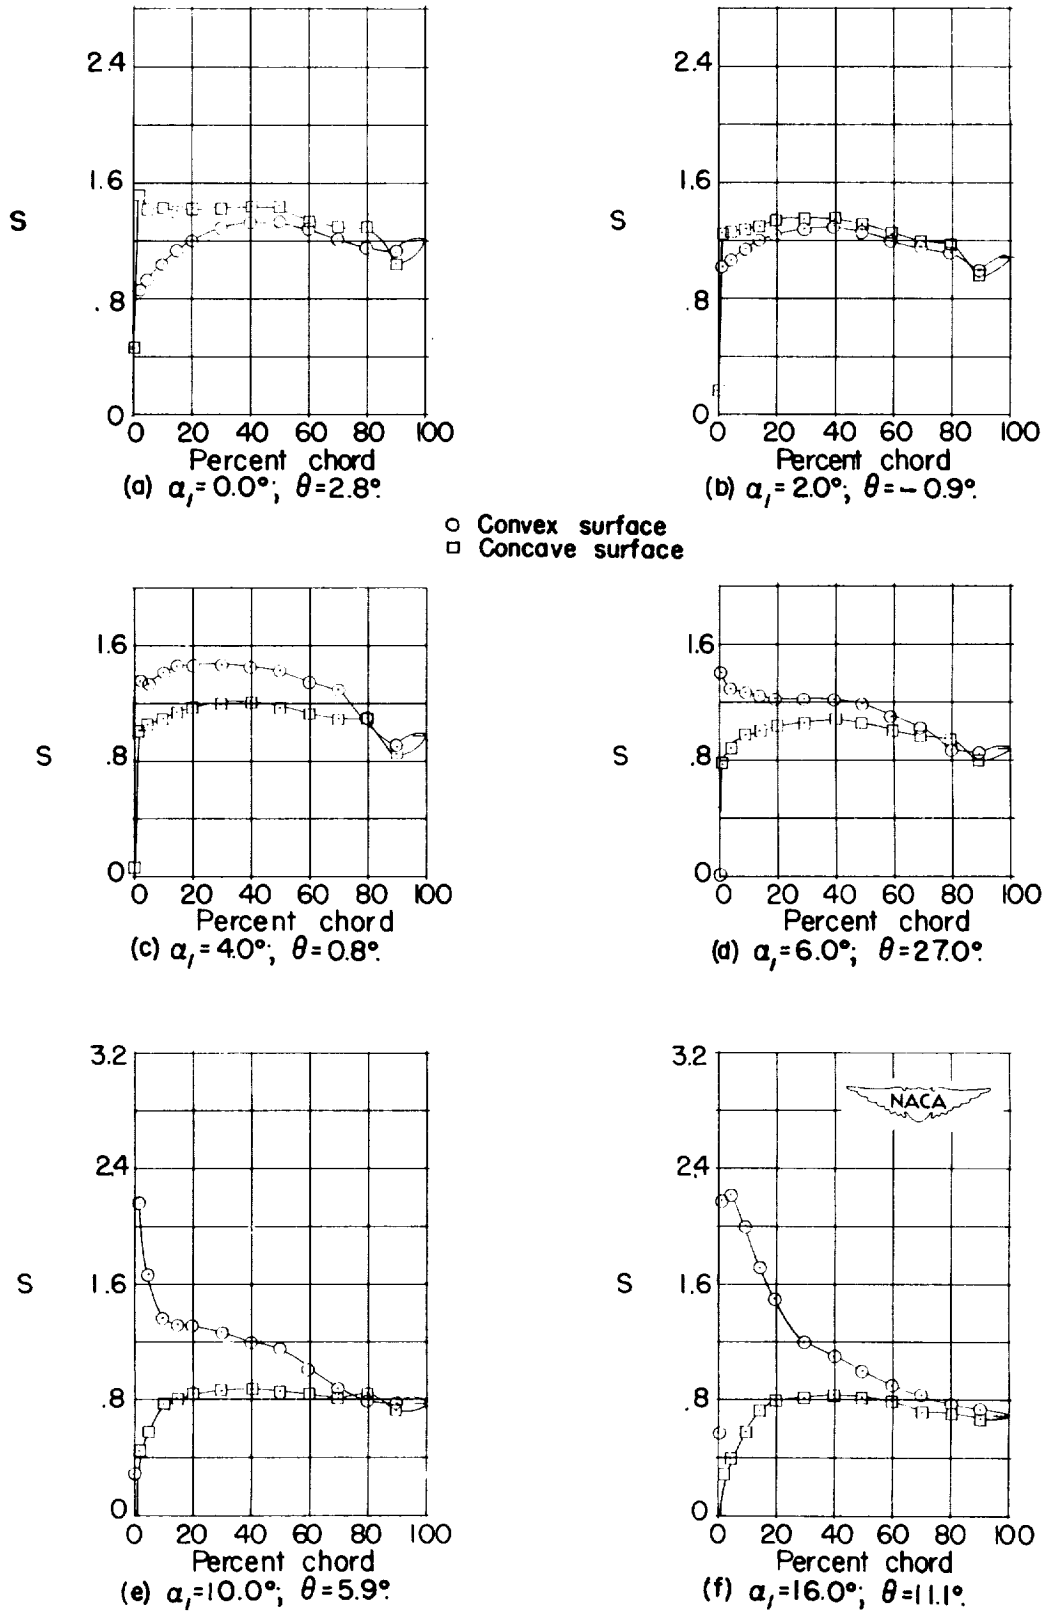 2.4
1.6
S
.8
0
0 20 40 60 80 100
Percent chord
(a) α₁=0.0°; θ=2.8°.
2.4
1.6
S
.8
0
0 20 40 60 80 100
Percent chord
(b) α₁=2.0°; θ=-0.9°.
Convex surface
Concave surface
1.6
S
.8
0
0 20 40 60 80 100
Percent chord
(c) α₁=4.0°; θ=0.8°.
1.6
S
.8
0
0 20 40 60 80 100
Percent chord
(d) α₁=6.0°; θ=27.0°.
3.2
2.4
S
1.6
.8
0
0 20 40 60 80 100
Percent chord
(e) α₁=10.0°; θ=5.9°.
3.2
NACA
2.4
S
1.6
.8
0
0 20 40 60 80 100
Percent chord
(f) α₁=16.0°; θ=11.1°.